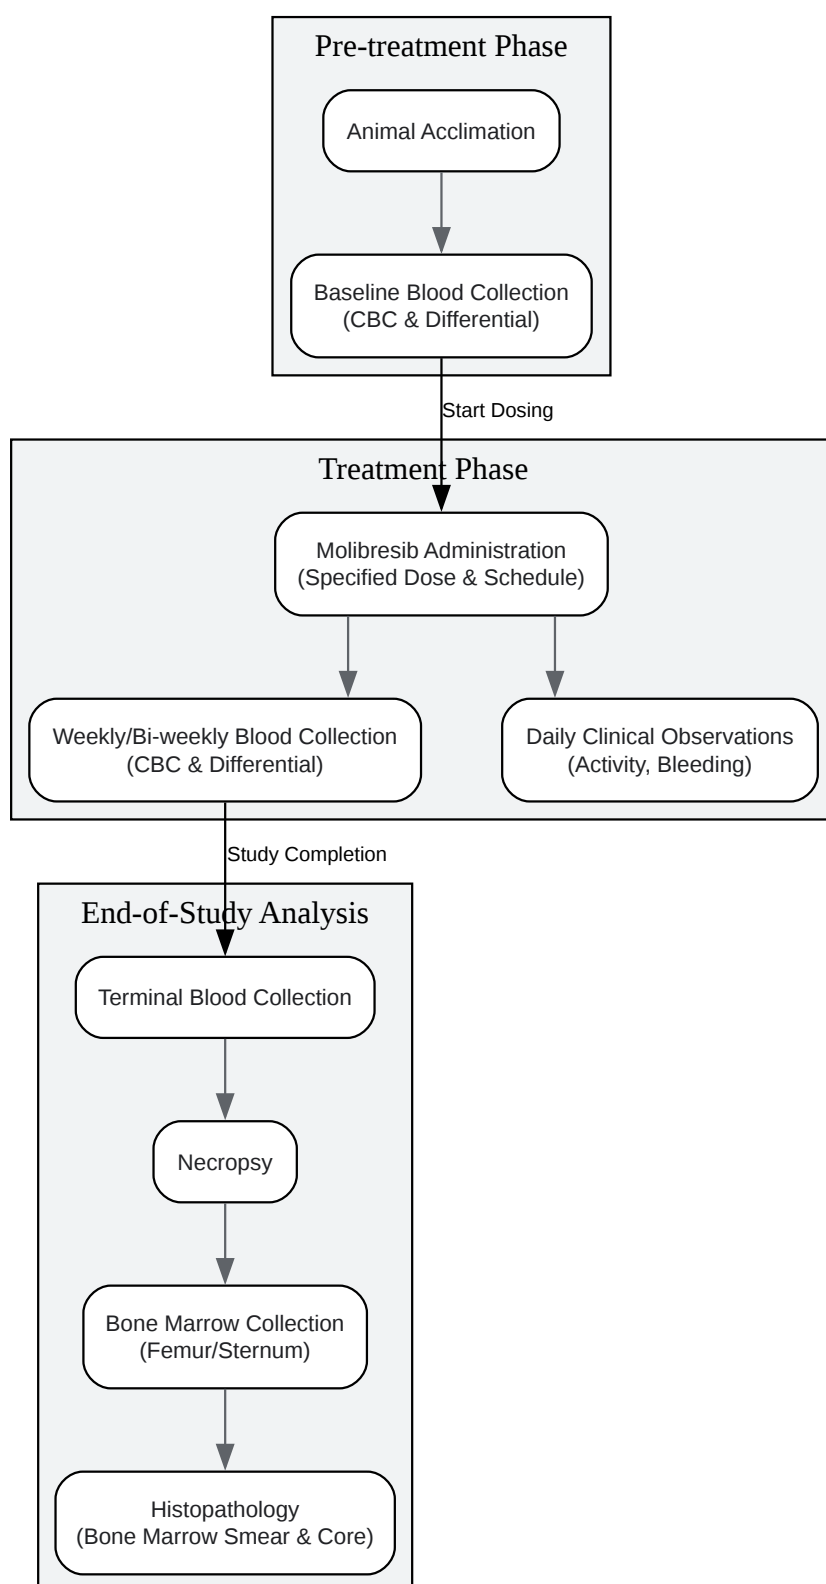 Pre-treatment Phase
Animal Acclimation
Baseline Blood Collection
(CBC & Differential)
Start Dosing
Treatment Phase
Molibresib Administration
(Specified Dose & Schedule)
Weekly/Bi-weekly Blood Collection
(CBC & Differential)
Daily Clinical Observations
(Activity, Bleeding)
Study Completion
End-of-Study Analysis
Terminal Blood Collection
Necropsy
Bone Marrow Collection
(Femur/Sternum)
Histopathology
(Bone Marrow Smear & Core)